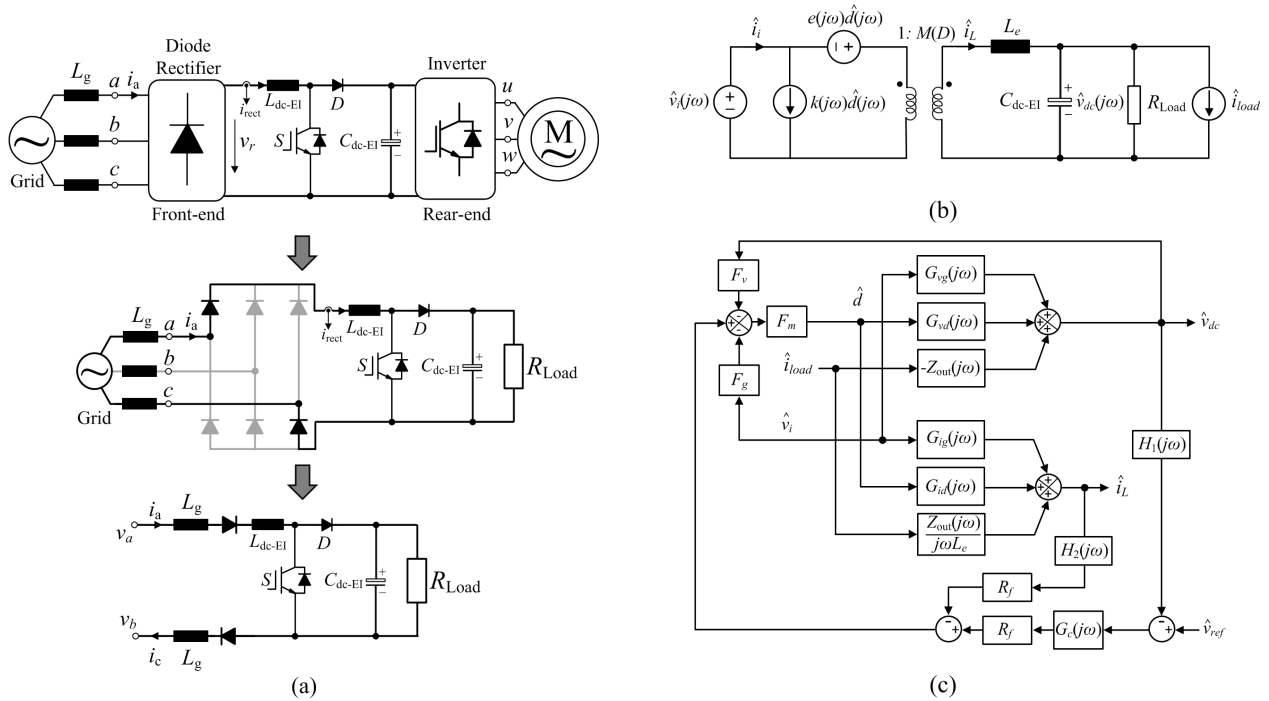 Diode
Rectifier
Inverter
L_g
a
i_a
i_rect
L_dc-EI
D
u
b
v_r
S
C_dc-EI
+
−
v
M
~
c
w
Grid
Front-end
Rear-end
L_g
a
i_a
i_rect
L_dc-EI
D
b
S
C_dc-EI
+
−
R_Load
c
Grid
i_a
L_g
v_a
L_dc-EI
D
S
C_dc-EI
+
−
R_Load
v_b
i_c
L_g
(a)
î_i
e(jω)d̂(jω)
1: M(D)
î_L
L_e
v̂_i(jω)
+
−
k(jω)d̂(jω)
C_dc-EI
+
−
v̂_dc(jω)
R_Load
î_load
(b)
F_v
G_vg(jω)
d̂
F_m
G_vd(jω)
v̂_dc
î_load
-Z_out(jω)
F_g
v̂_i
G_ig(jω)
H_1(jω)
G_id(jω)
î_L
Z_out(jω)
jωL_e
H_2(jω)
R_f
R_f
G_c(jω)
v̂_ref
(c)